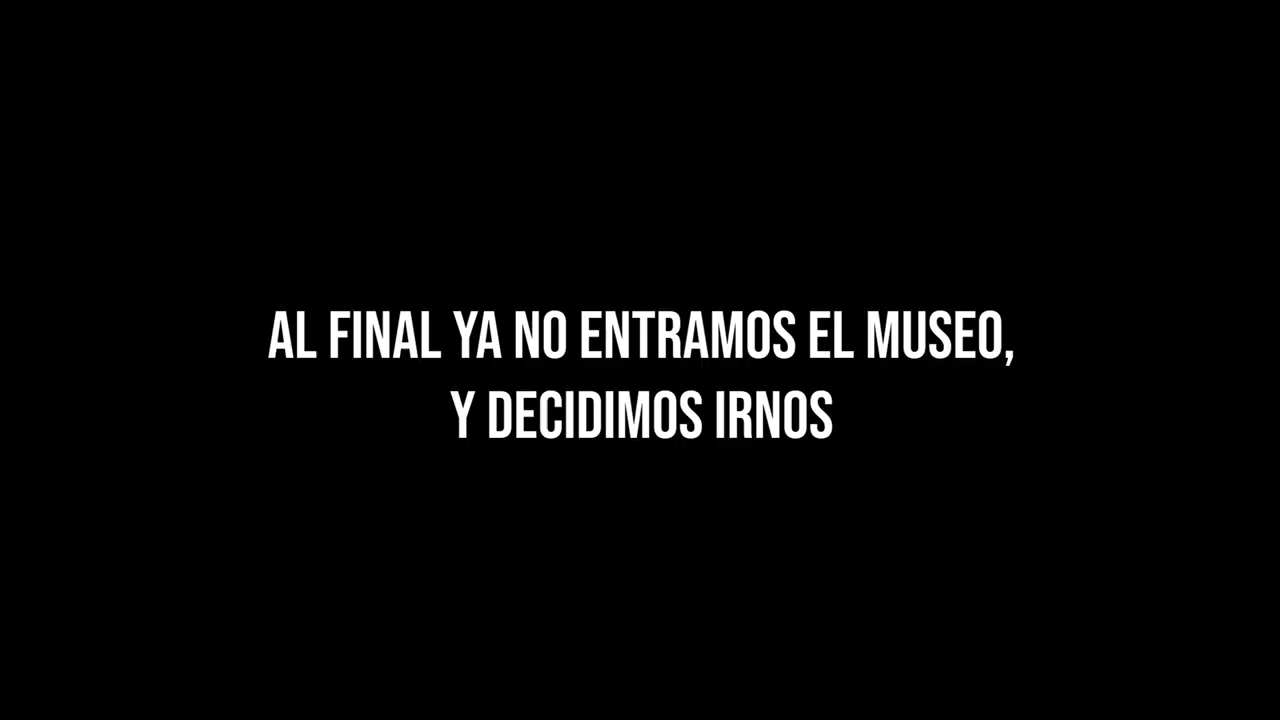 AL FINAL YA NO ENTRAMOS EL MUSEO,
Y DECIDIMOS IRNOS